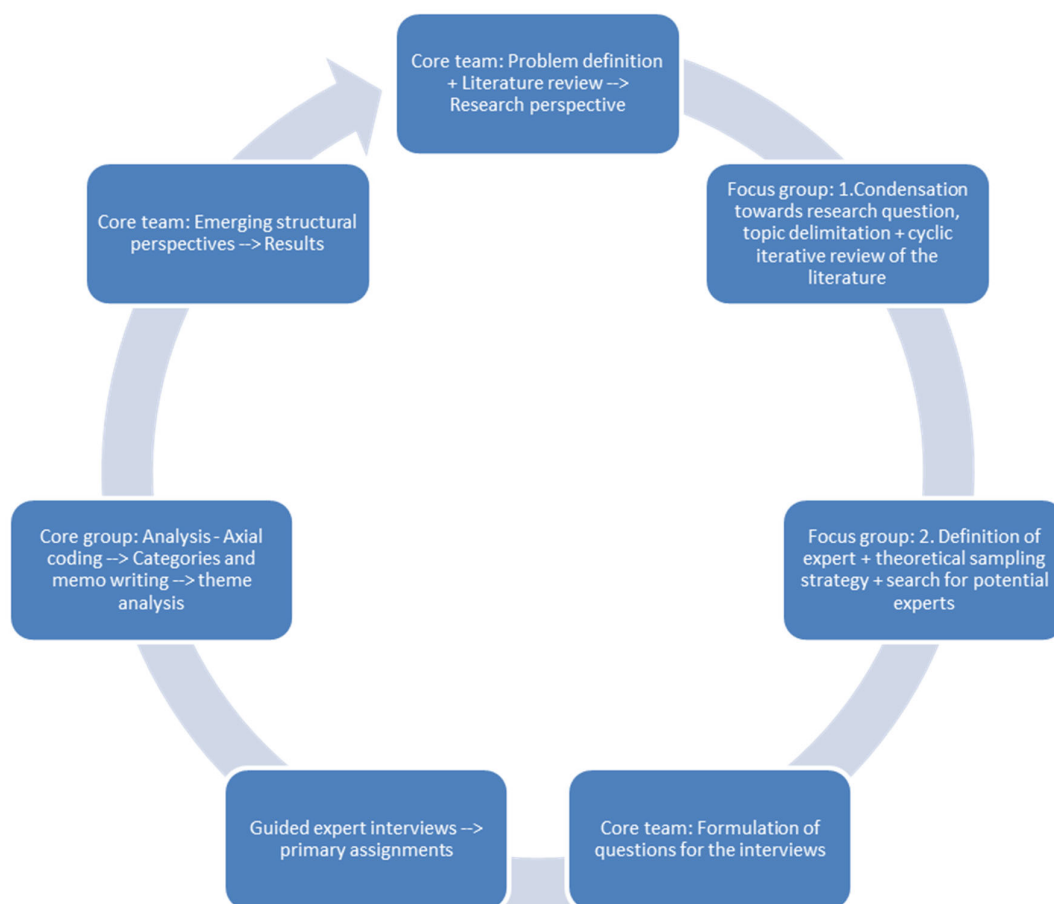 Core team: Problem definition
+ Literature review -->
Research perspective
Focus group: 1.Condensation
towards research question,
topic delimitation + cyclic
iterative review of the
literature
Focus group: 2. Definition of
expert + theoretical sampling
strategy + search for potential
experts
Core team: Formulation of
questions for the interviews
Guided expert interviews -->
primary assignments
Core group: Analysis - Axial
coding --> Categories and
memo writing --> theme
analysis
Core team: Emerging structural
perspectives --> Results